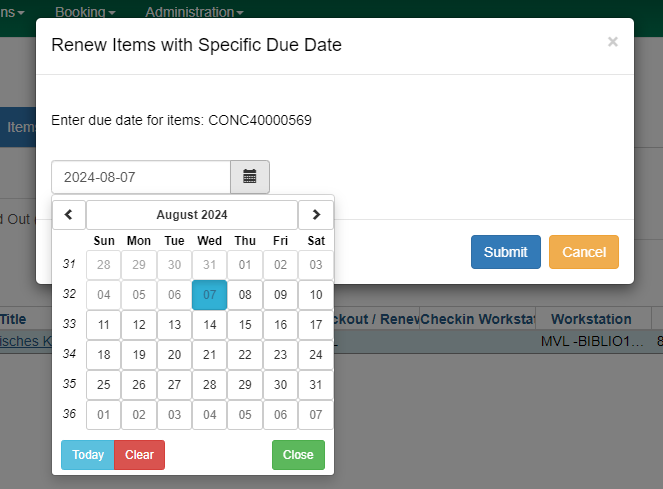 ns Booking Administration
Renew Items with Specific Due Date ×
Enter due date for items: CONC40000569
Items
2024-08-07
d Out
August 2024
Sun Mon Tue Wed Thu Fri Sat
31 28 29 30 31 01 02 03
32 04 05 06 07 08 09 10
33 11 12 13 14 15 16 17
34 18 19 20 21 22 23 24
35 25 26 27 28 29 30 31
36 01 02 03 04 05 06 07
Today Clear Close
Submit Cancel
Title ckout / Renew Checkin Workstat Workstation
isches K MVL -BIBLIO1... 8